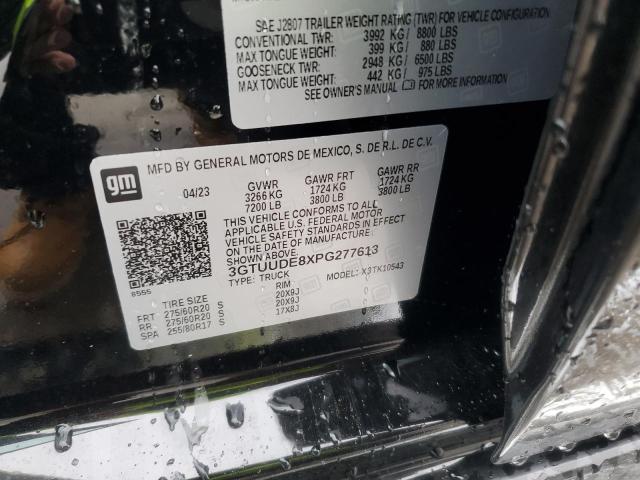 SAE J2807 TRAILER WEIGHT RATING (TWR) FOR VEHICLE CONFIGURATION
CONVENTIONAL TWR: 3992 KG / 8800 LBS
MAX TONGUE WEIGHT: 399 KG / 880 LBS
GOOSENECK TWR: 2948 KG / 6500 LBS
MAX TONGUE WEIGHT: 442 KG / 975 LBS
SEE OWNER'S MANUAL FOR MORE INFORMATION
gm
MFD BY GENERAL MOTORS DE MEXICO, S. DE R.L. DE C.V.
04/23 GVWR GAWR FRT GAWR RR
3266 KG 1724 KG 1724 KG
7200 LB 3800 LB 3800 LB
THIS VEHICLE CONFORMS TO ALL
APPLICABLE U.S. FEDERAL MOTOR
VEHICLE SAFETY STANDARDS IN EFFECT
ON THE DATE OF MANUFACTURE SHOWN ABOVE.
3GTUUDE8XPG277613
8555 TYPE: TRUCK MODEL: X3TK10543
TIRE SIZE RIM
FRT 275/60R20 S 20X9J
RR 275/60R20 S 20X9J
SPA 255/80R17 S 17X8J